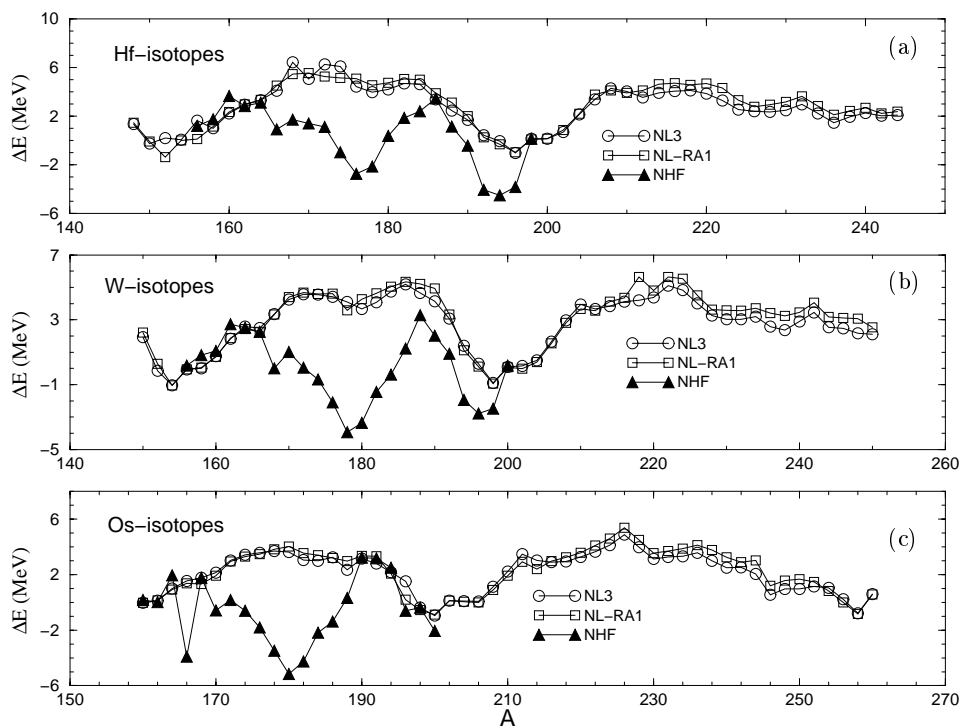 10
6
2
−2
−6
ΔE (MeV)
Hf−isotopes
(a)
NL3
NL−RA1
NHF
140 160 180 200 220 240
7
3
−1
−5
ΔE (MeV)
W−isotopes
(b)
NL3
NL−RA1
NHF
140 160 180 200 220 240 260
6
2
−2
−6
ΔE (MeV)
Os−isotopes
(c)
NL3
NL−RA1
NHF
150 170 190 210 230 250 270
A